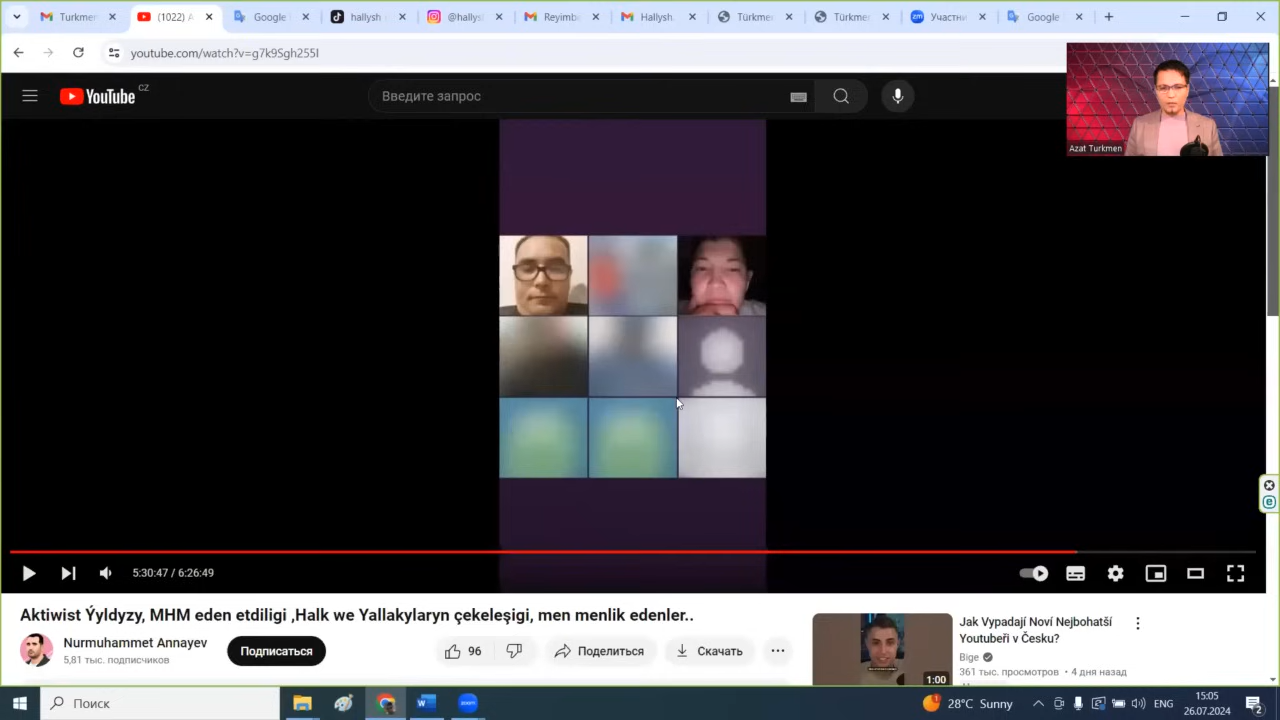 Turkmen
(1022) A
Google
hallysh
@hallys
Reyimb
Hallysh.
Türkme
Türkme
Участни
Google
youtube.com/watch?v=g7k9Sgh255I
YouTube CZ
Введите запрос
Azat Turkmen
5:30:47 / 6:26:49
Aktiwist Ýyldyzy, MHM eden etdiligi ,Halk we Yallakylaryn çekeleşigi, men menlik edenler..
Nurmuhammet Annayev
5,81 тыс. подписчиков
Подписаться
96
Поделиться
Скачать
Jak Vypadají Noví Nejbohatší
Youtubeři v Česku?
Bige
361 тыс. просмотров • 4 дня назад
1:00
Поиск
28°C Sunny
ENG
15:05
26.07.2024
2